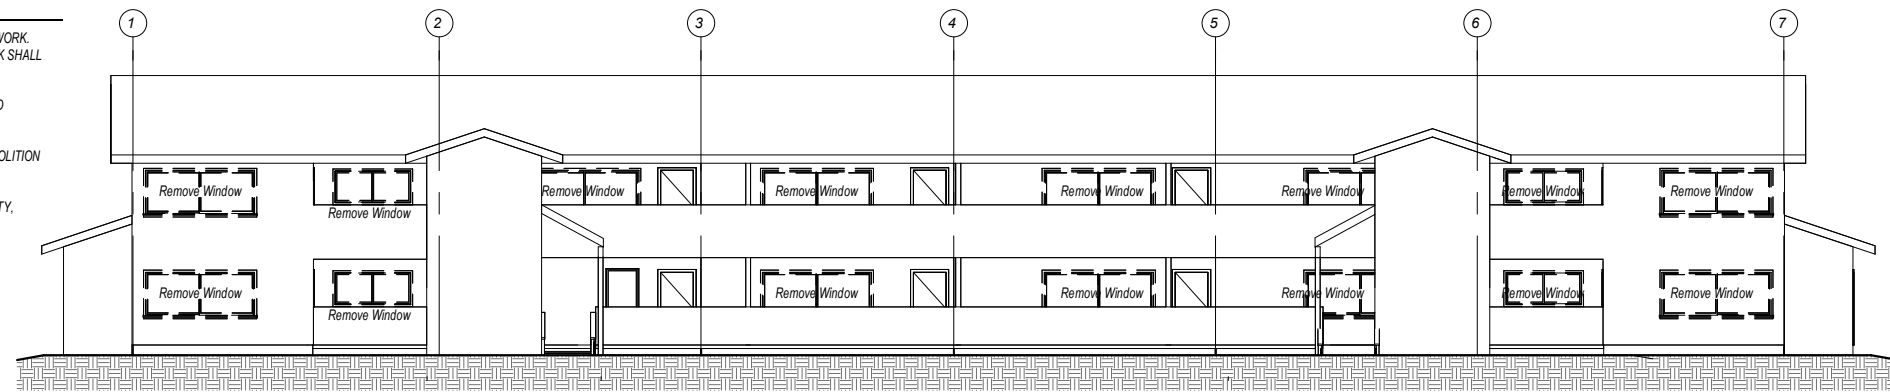 1 2 3 4 5 6 7
WORK.
K SHALL
D
OLITION
TY,
Remove Window Remove Window Remove Window Remove Window Remove Window Remove Window Remove Window
Remove Window
Remove Window Remove Window Remove Window Remove Window Remove Window Remove Window
Remove Window